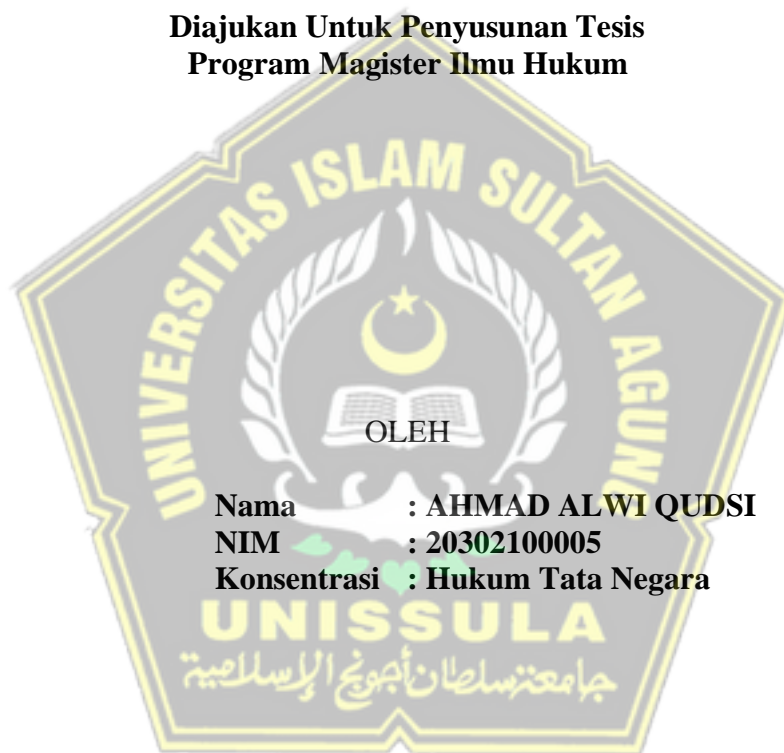 Diajukan Untuk Penyusunan Tesis
Program Magister Ilmu Hukum
UNIVERSITAS ISLAM SULTAN AGUNG
OLEH
Nama : AHMAD ALWI QUDSI
NIM : 20302100005
Konsentrasi : Hukum Tata Negara
UNISSULA
جامعة سلطان أجونج الإسلامية